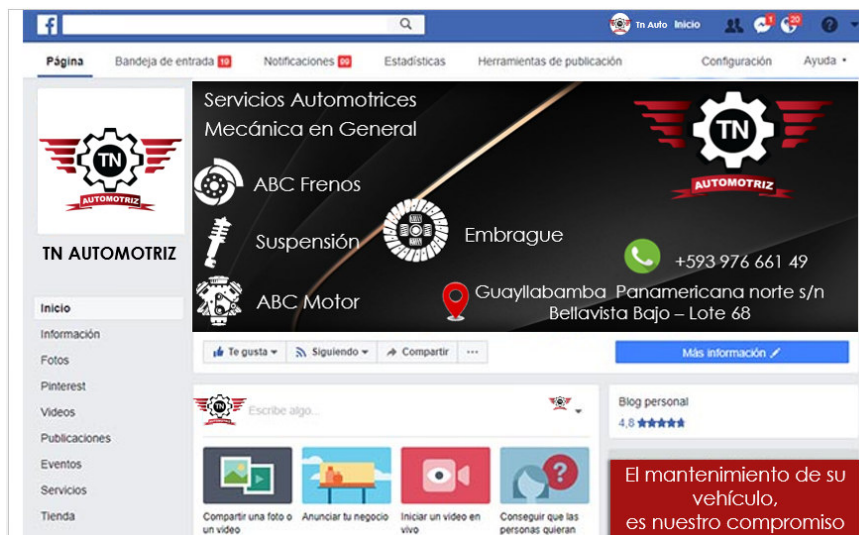 Tn Auto Inicio 1 20
Página Bandeja de entrada 19 Notificaciones 99 Estadísticas Herramientas de publicación Configuración Ayuda
TN
AUTOMOTRIZ
TN AUTOMOTRIZ
Inicio
Información
Fotos
Pinterest
Videos
Publicaciones
Eventos
Servicios
Tienda
Servicios Automotrices
Mecánica en General
ABC Frenos
Suspensión
ABC Motor
Embrague
TN
AUTOMOTRIZ
+593 976 661 49
Guayllabamba Panamericana norte s/n
Bellavista Bajo – Lote 68
Te gusta Siguiendo Compartir ...
Más información
Escribe algo...
Compartir una foto o
un video
Anunciar tu negocio
Iniciar un video en
vivo
Conseguir que las
personas quieran
Blog personal
4,8
El mantenimiento de su
vehículo,
es nuestro compromiso